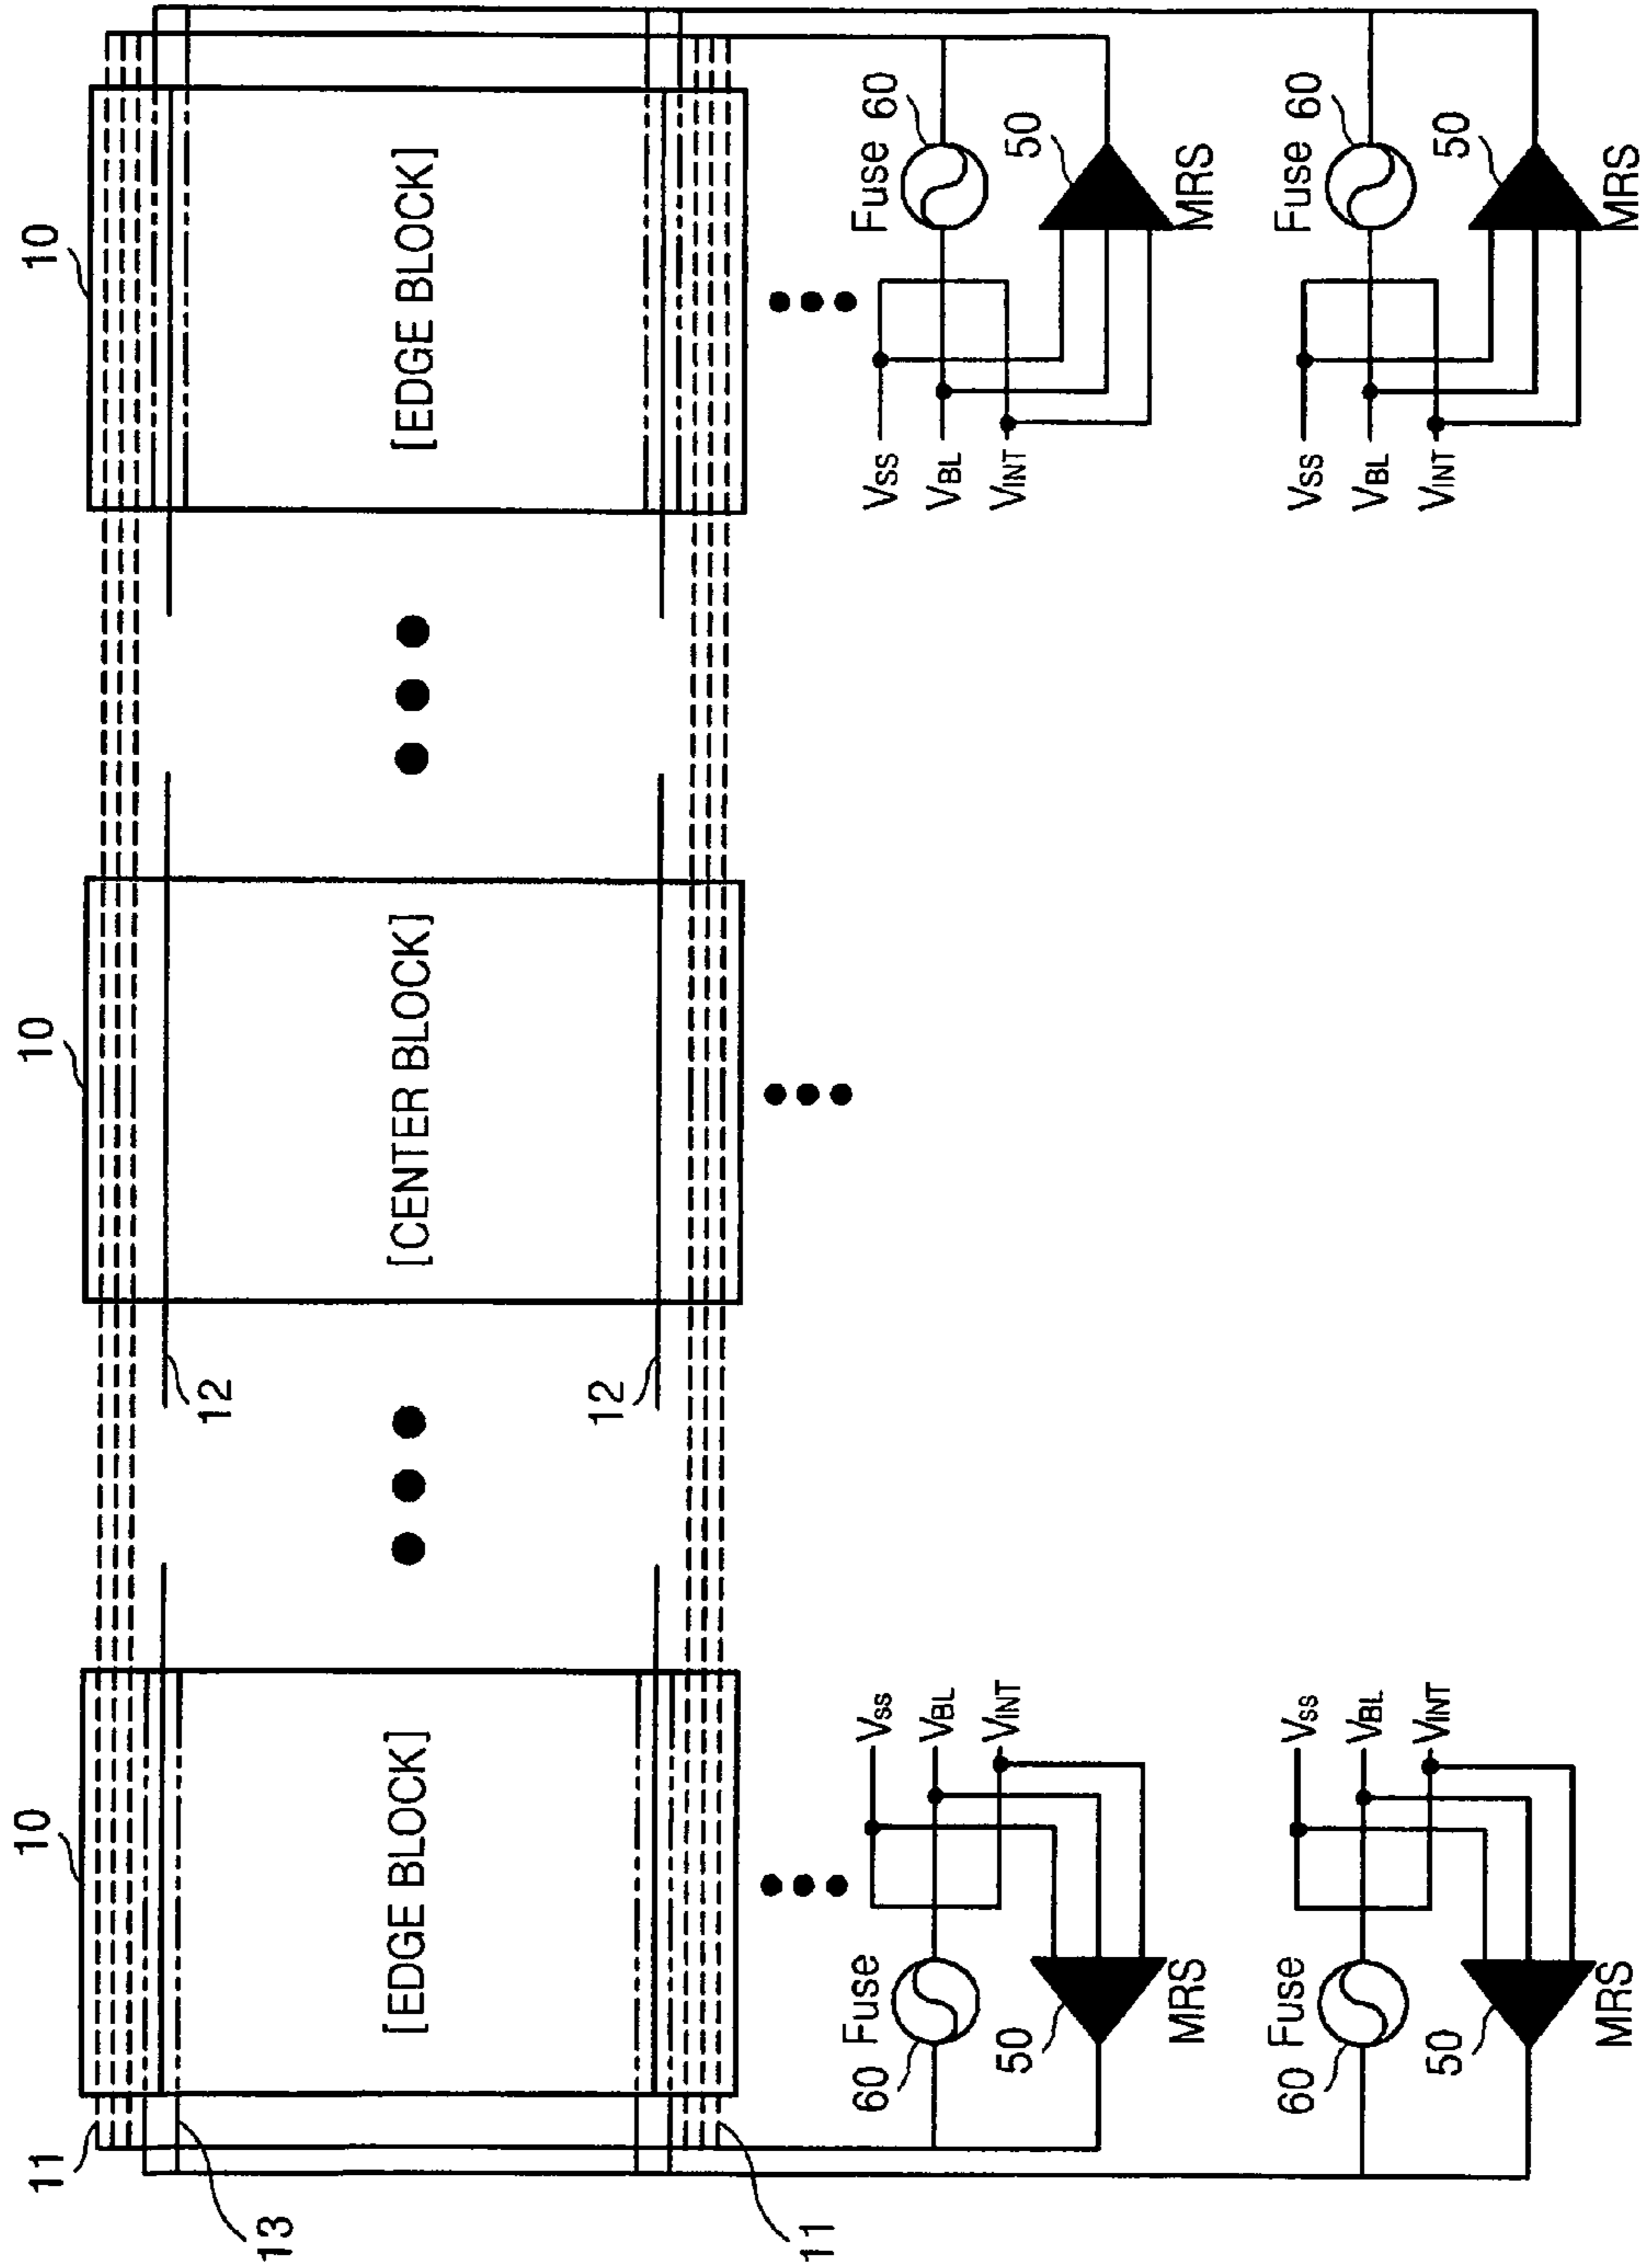 10
10
10
11
12
13
[EDGE BLOCK]
[CENTER BLOCK]
[EDGE BLOCK]
12
11
60 Fuse
Vss
VBL
VINT
50
MRS
Vss
VBL
VINT
Fuse 60
50
MRS
60 Fuse
Vss
VBL
VINT
50
MRS
Vss
VBL
VINT
Fuse 60
50
MRS